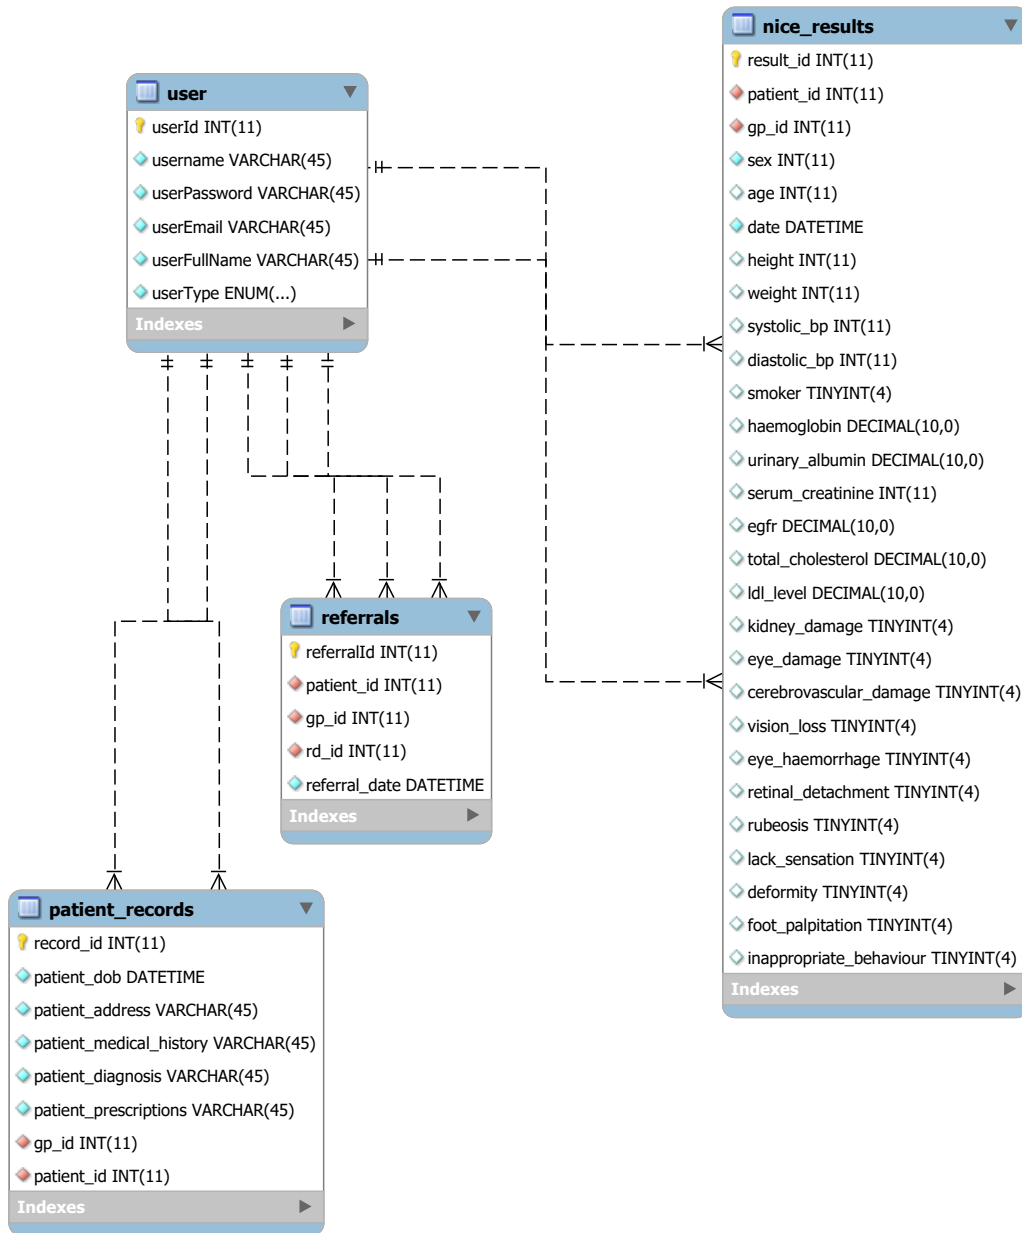 user
userId INT(11)
username VARCHAR(45)
userPassword VARCHAR(45)
userEmail VARCHAR(45)
userFullName VARCHAR(45)
userType ENUM(...)
Indexes
nice_results
result_id INT(11)
patient_id INT(11)
gp_id INT(11)
sex INT(11)
age INT(11)
date DATETIME
height INT(11)
weight INT(11)
systolic_bp INT(11)
diastolic_bp INT(11)
smoker TINYINT(4)
haemoglobin DECIMAL(10,0)
urinary_albumin DECIMAL(10,0)
serum_creatinine INT(11)
egfr DECIMAL(10,0)
total_cholesterol DECIMAL(10,0)
ldl_level DECIMAL(10,0)
kidney_damage TINYINT(4)
eye_damage TINYINT(4)
cerebrovascular_damage TINYINT(4)
vision_loss TINYINT(4)
eye_haemorrhage TINYINT(4)
retinal_detachment TINYINT(4)
rubeosis TINYINT(4)
lack_sensation TINYINT(4)
deformity TINYINT(4)
foot_palpitation TINYINT(4)
inappropriate_behaviour TINYINT(4)
Indexes
referrals
referralId INT(11)
patient_id INT(11)
gp_id INT(11)
rd_id INT(11)
referral_date DATETIME
Indexes
patient_records
record_id INT(11)
patient_dob DATETIME
patient_address VARCHAR(45)
patient_medical_history VARCHAR(45)
patient_diagnosis VARCHAR(45)
patient_prescriptions VARCHAR(45)
gp_id INT(11)
patient_id INT(11)
Indexes